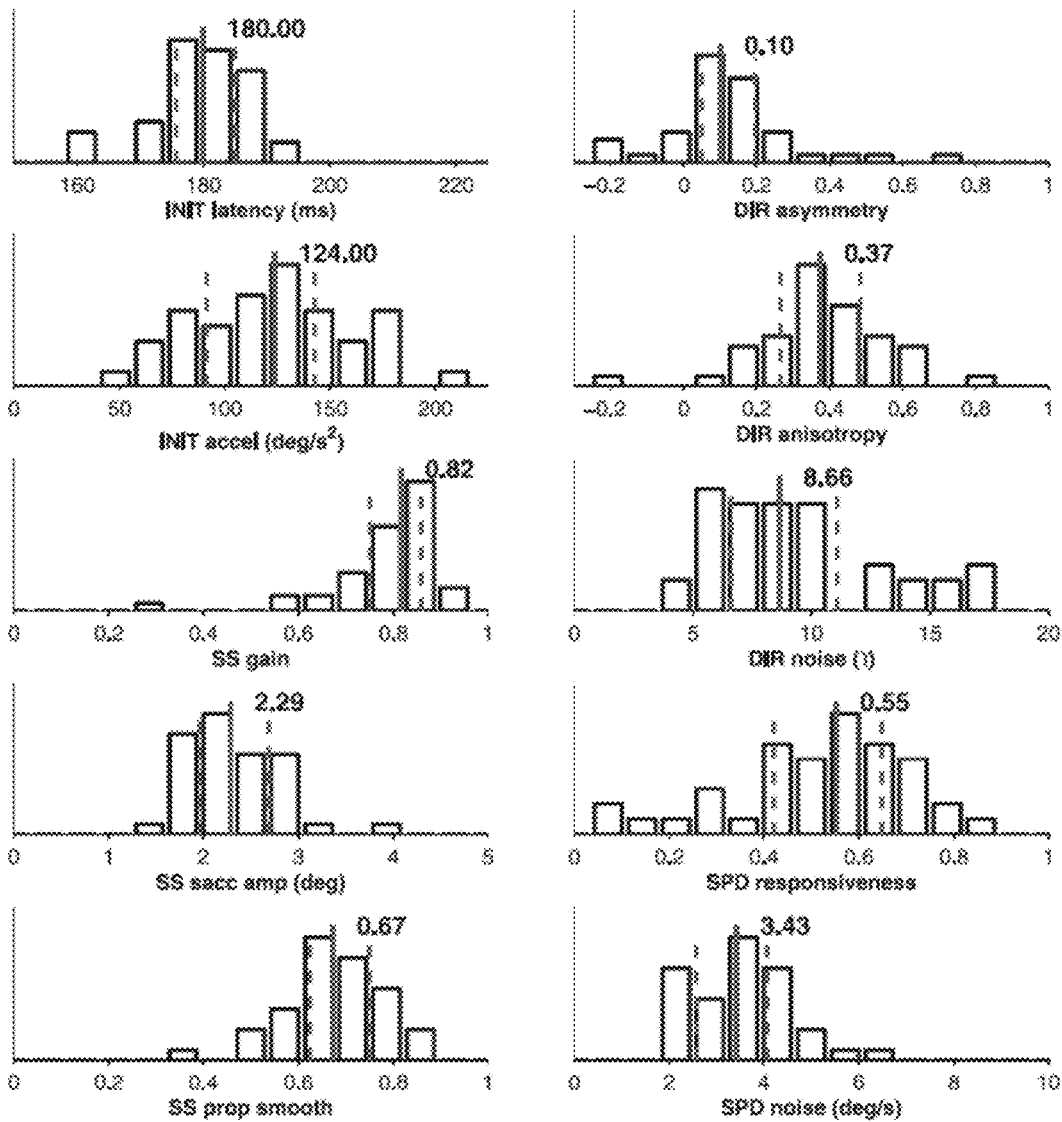 180.00
160 180 200 220
INIT latency (ms)
0.10
−0.2 0 0.2 0.4 0.6 0.8 1
DIR asymmetry
124.00
0 50 100 150 200
INIT accel (deg/s²)
0.37
−0.2 0 0.2 0.4 0.6 0.8 1
DIR anisotropy
0.82
0 0.2 0.4 0.6 0.8 1
SS gain
8.66
0 5 10 15 20
DIR noise
2.29
0 1 2 3 4 5
SS sacc amp (deg)
0.55
0 0.2 0.4 0.6 0.8 1
SPD responsiveness
0.67
0 0.2 0.4 0.6 0.8 1
SS prop smooth
3.43
0 2 4 6 8 10
SPD noise (deg/s)